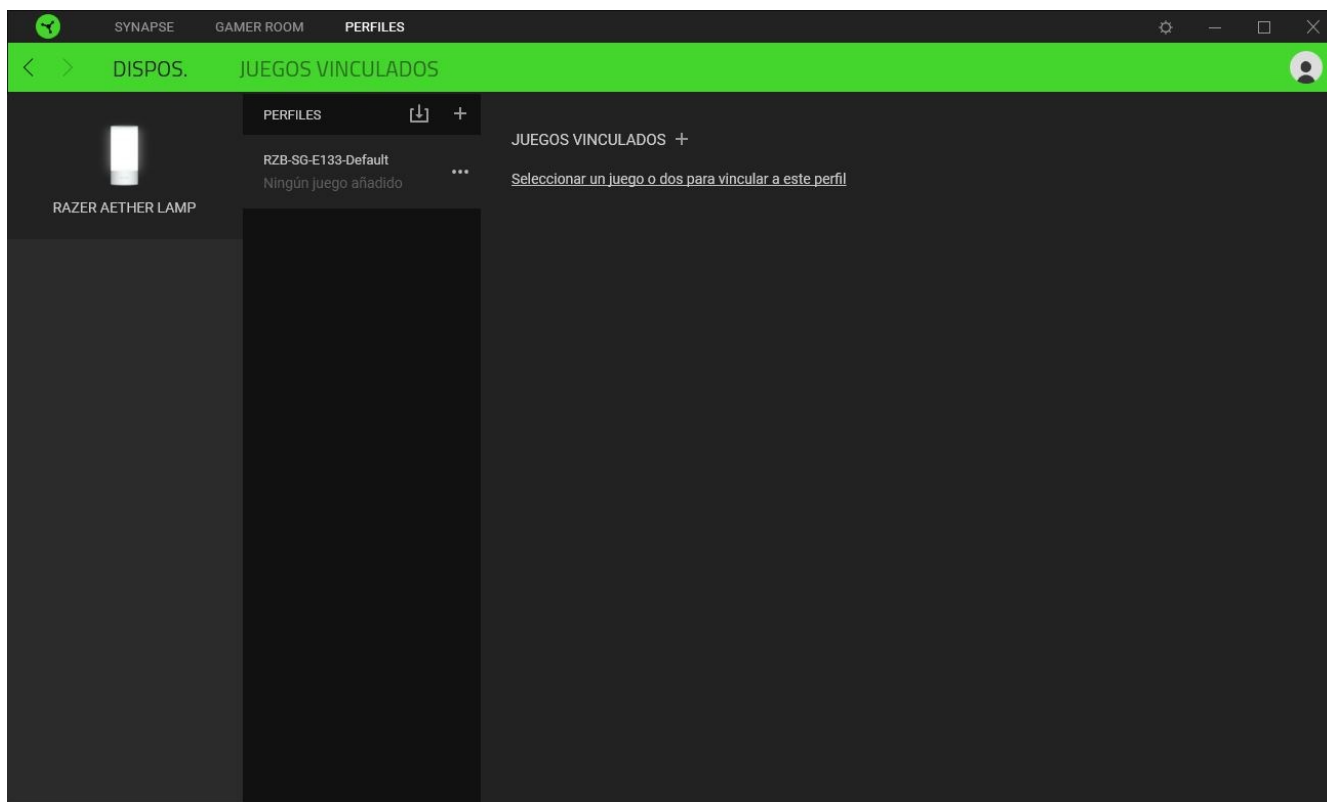 SYNAPSE GAMER ROOM PERFILES
DISPOS. JUEGOS VINCULADOS
RAZER AETHER LAMP
PERFILES
RZB-SG-E133-Default
Ningún juego añadido
JUEGOS VINCULADOS +
Seleccionar un juego o dos para vincular a este perfil